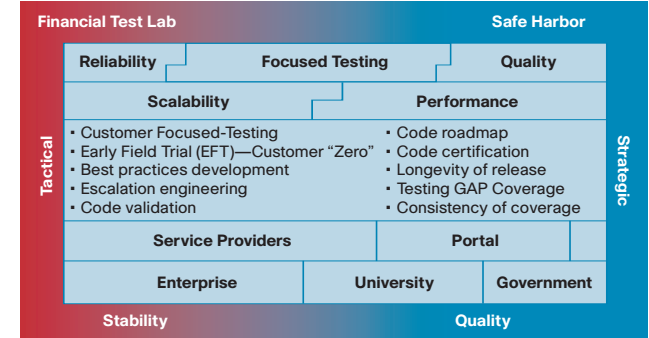 Financial Test Lab Safe Harbor
Reliability Focused Testing Quality
Scalability Performance
Tactical
▪ Customer Focused-Testing
▪ Early Field Trial (EFT)—Customer “Zero”
▪ Best practices development
▪ Escalation engineering
▪ Code validation
▪ Code roadmap
▪ Code certification
▪ Longevity of release
▪ Testing GAP Coverage
▪ Consistency of coverage
Strategic
Service Providers Portal
Enterprise University Government
Stability Quality